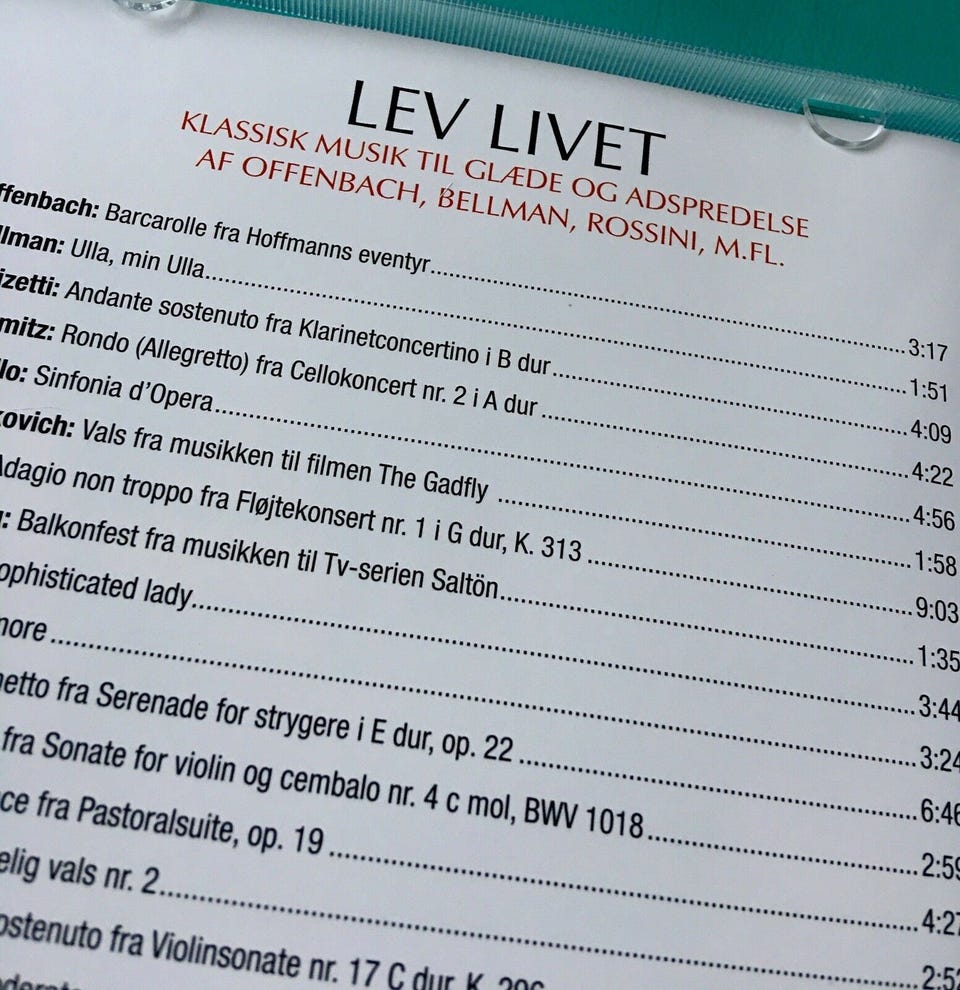 LEV LIVET
KLASSISK MUSIK TIL GLÆDE OG ADSPREDELSE
AF OFFENBACH, BELLMAN, ROSSINI, M.FL.
ffenbach: Barcarolle fra Hoffmanns eventyr 3:17
llman: Ulla, min Ulla 1:51
izetti: Andante sostenuto fra Klarinetconcertino i B dur 4:09
mitz: Rondo (Allegretto) fra Cellokoncert nr. 2 i A dur 4:22
llo: Sinfonia d'Opera 4:56
kovich: Vals fra musikken til filmen The Gadfly 1:58
Adagio non troppo fra Fløjtekonsert nr. 1 i G dur, K. 313 9:03
: Balkonfest fra musikken til Tv-serien Saltön 1:35
ophisticated lady 3:44
more 3:24
netto fra Serenade for strygere i E dur, op. 22 6:46
fra Sonate for violin og cembalo nr. 4 c mol, BWV 1018 2:59
ce fra Pastoralsuite, op. 19 4:27
elig vals nr. 2 2:52
ostenuto fra Violinsonate nr. 17 C dur, K.